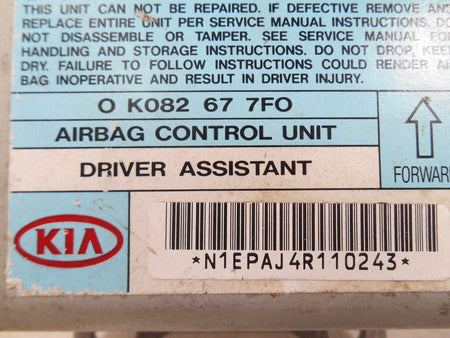 THIS UNIT CAN NOT BE REPAIRED. IF DEFECTIVE REMOVE AND
REPLACE ENTIRE UNIT PER SERVICE MANUAL INSTRUCTIONS. DO
NOT DISASSEMBLE OR TAMPER. SEE SERVICE MANUAL FOR
HANDLING AND STORAGE INSTRUCTIONS. DO NOT DROP, KEEP
DRY. FAILURE TO FOLLOW INSTRUCTIONS COULD RENDER AI
BAG INOPERATIVE AND RESULT IN DRIVER INJURY.
O K082 67 7FO
AIRBAG CONTROL UNIT
DRIVER ASSISTANT
FORWARD
KIA
*N1EPAJ4R110243*